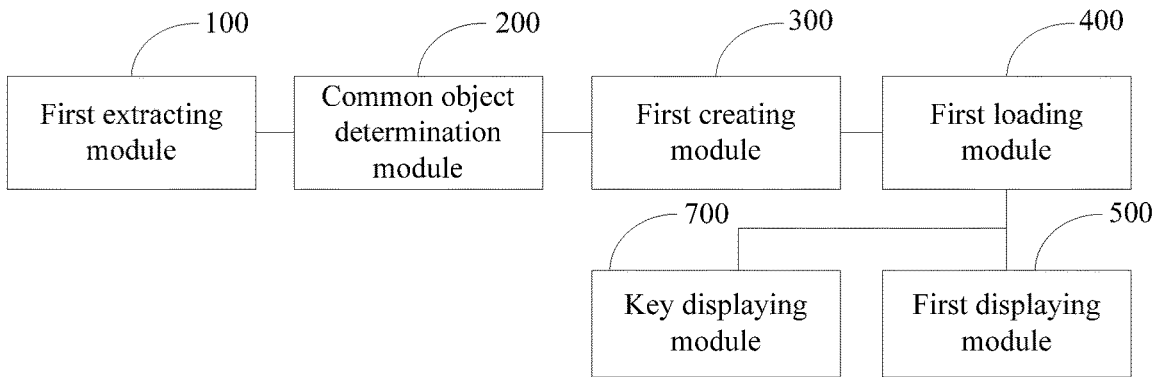 100
200
300
400
First extracting
module
Common object
determination
module
First creating
module
First loading
module
700
500
Key displaying
module
First displaying
module